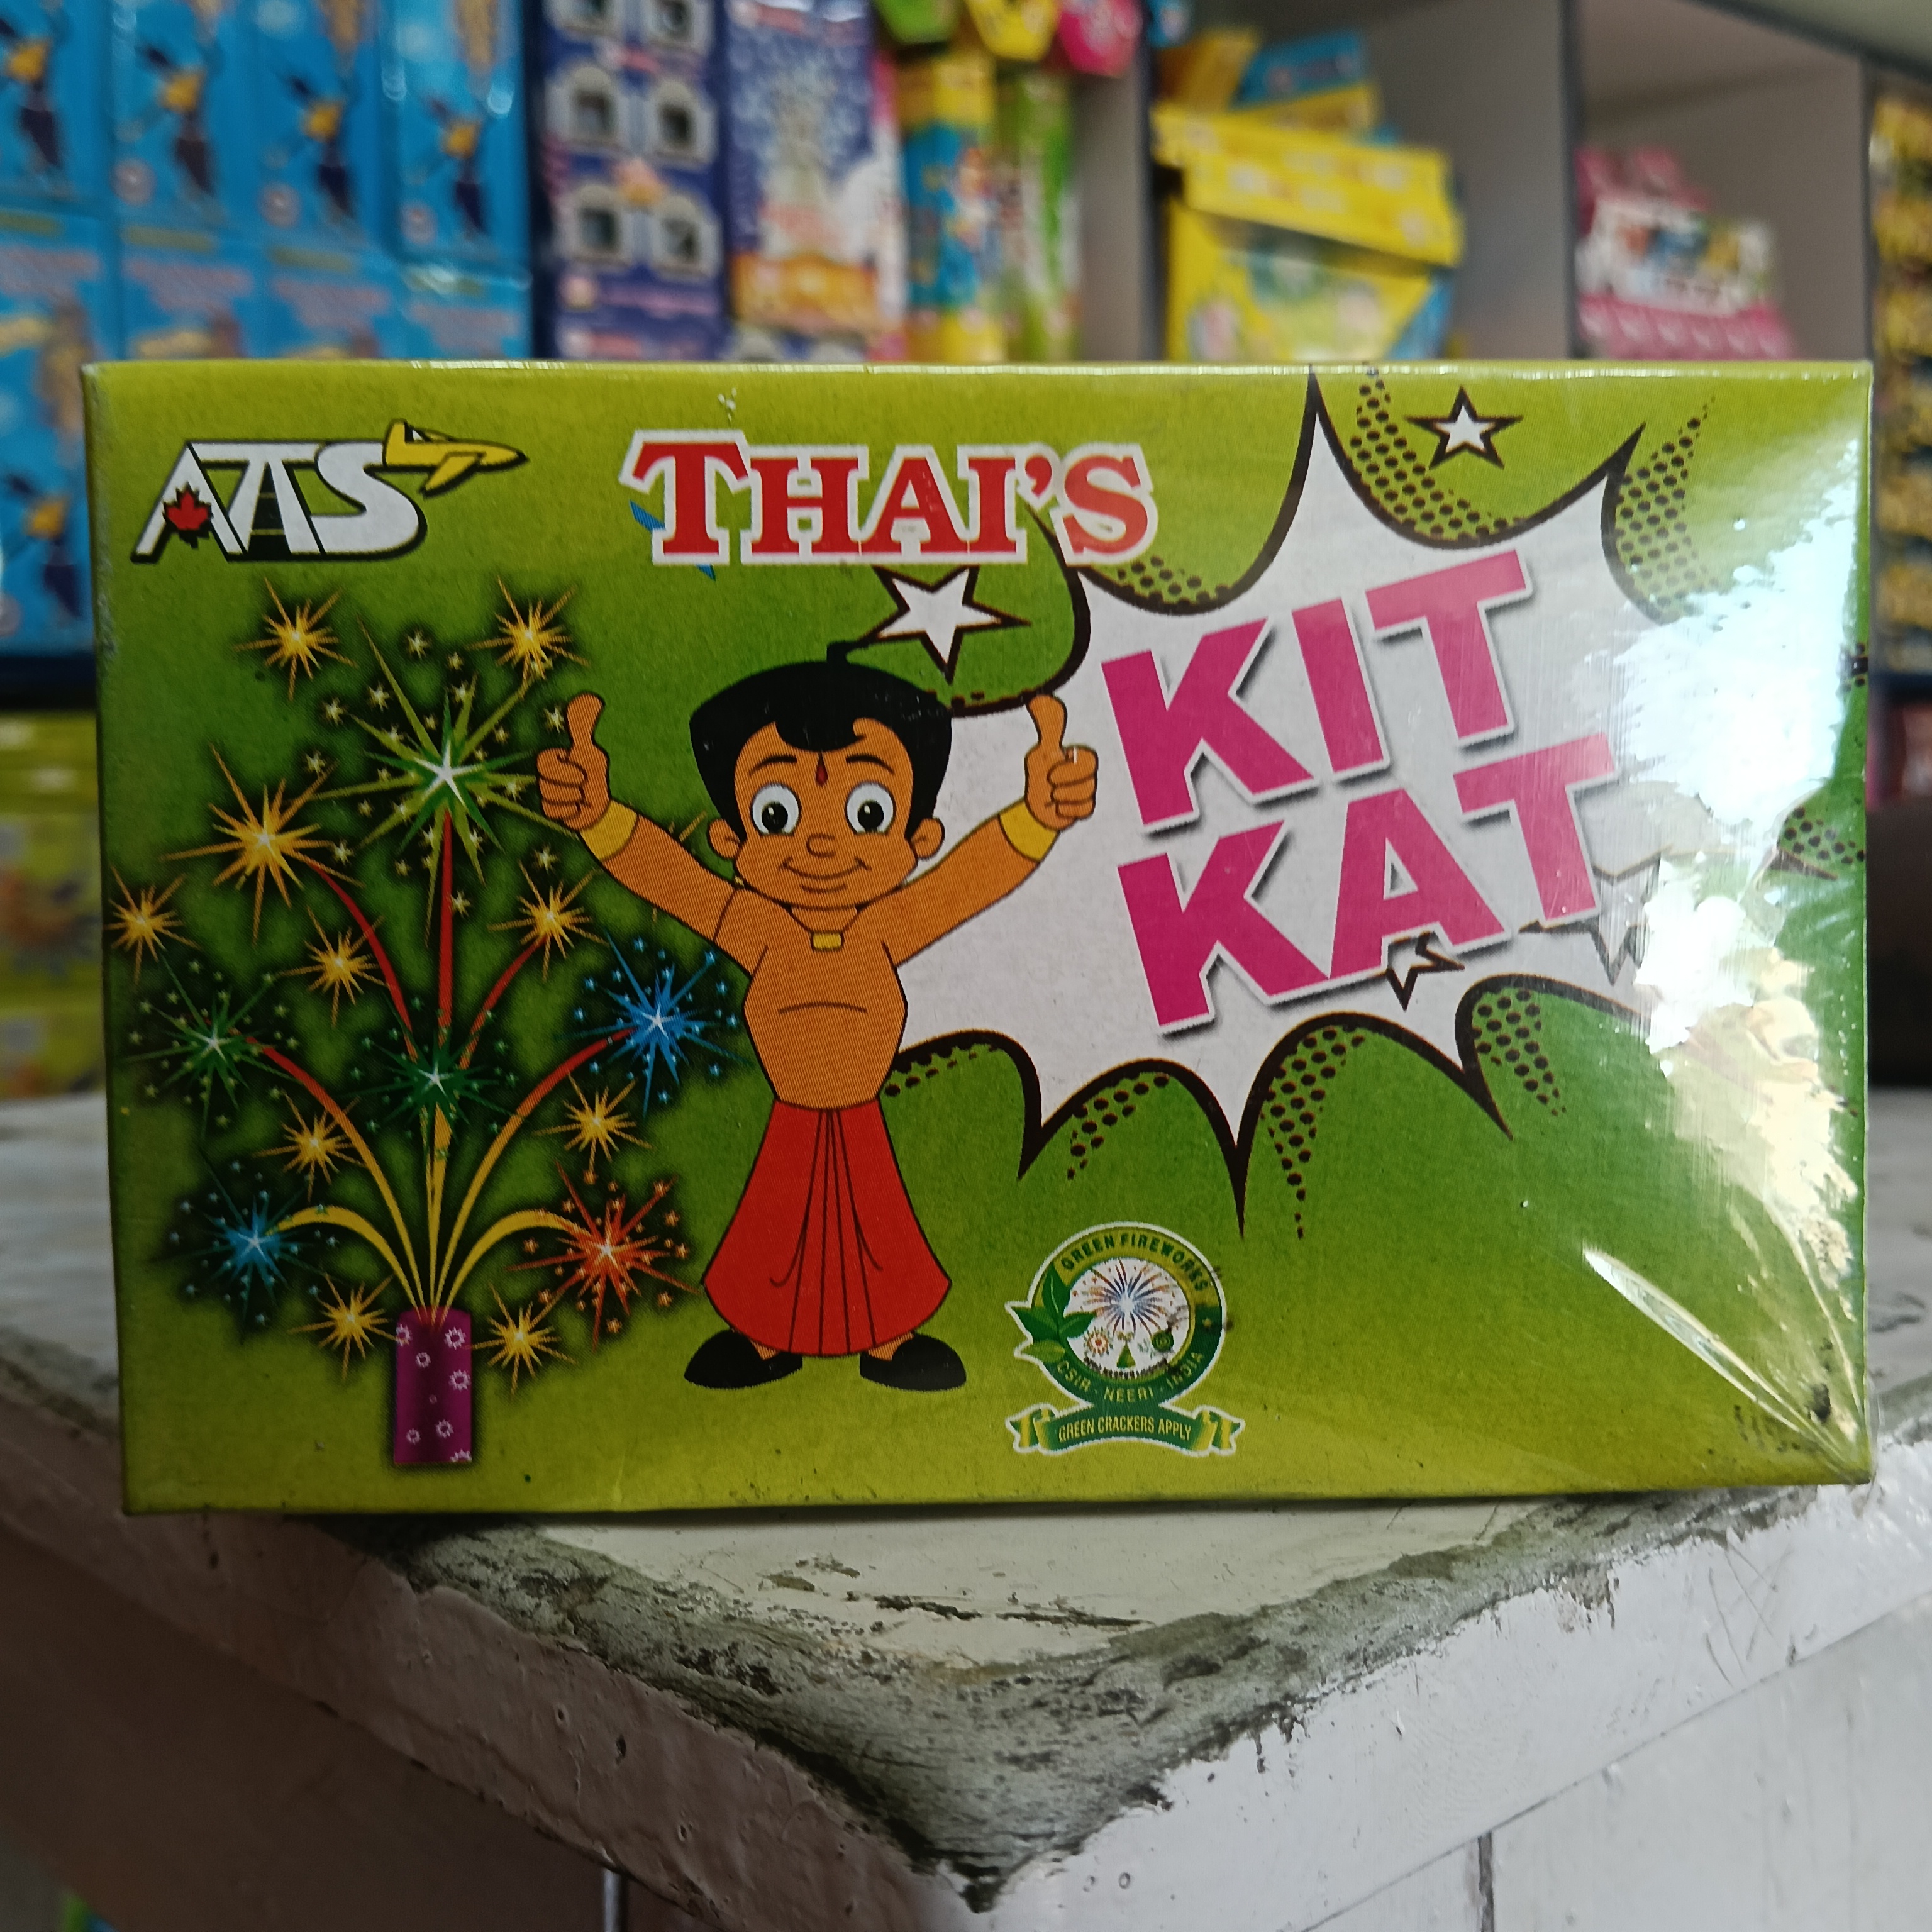 ATS
THAI'S
KIT
KAT
GREEN FIREWORKS
CSIR - NEERI - INDIA
GREEN CRACKERS APPLY